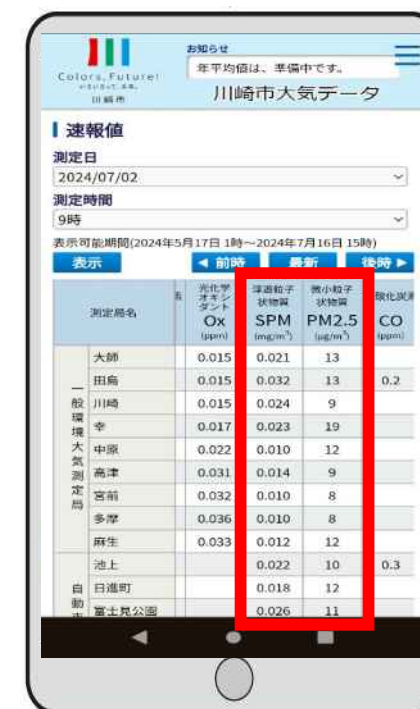 Colors, Future!
川崎市
お知らせ
年平均値は、準備中です。
川崎市大気データ
速報値
測定日
2024/07/02
測定時間
9時
表示可能期間(2024年5月17日 1時～2024年7月16日 15時)
表示 ◀ 前時 最新 後時 ▶
測定局名 光化学オキシダント Ox (ppm) 浮遊粒子状物質 SPM (mg/m³) 微小粒子状物質 PM2.5 (μg/m³) 酸化炭素 CO (ppm)
一般環境大気測定局
大師 0.015 0.021 13
田島 0.015 0.032 13 0.2
川崎 0.015 0.024 9
幸 0.017 0.023 19
中原 0.022 0.010 12
高津 0.031 0.014 9
宮前 0.032 0.010 8
多摩 0.036 0.010 8
麻生 0.033 0.012 12
自動
池上 0.022 10 0.3
日進町 0.018 12
富士見公園 0.026 11